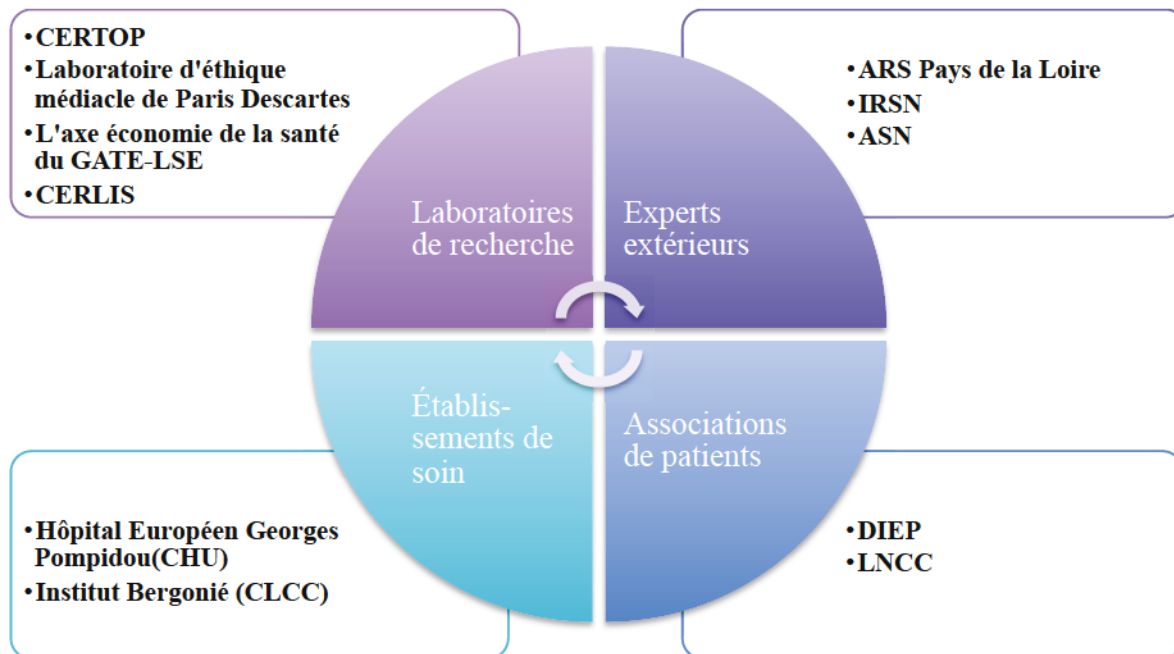 •CERTOP
•Laboratoire d'éthique
médiacle de Paris Descartes
•L'axe économie de la santé
du GATE-LSE
•CERLIS
•ARS Pays de la Loire
•IRSN
•ASN
Laboratoires
de recherche
Experts
extérieurs
Établis-
sements de
soin
Associations
de patients
•Hôpital Européen Georges
Pompidou(CHU)
•Institut Bergonié (CLCC)
•DIEP
•LNCC